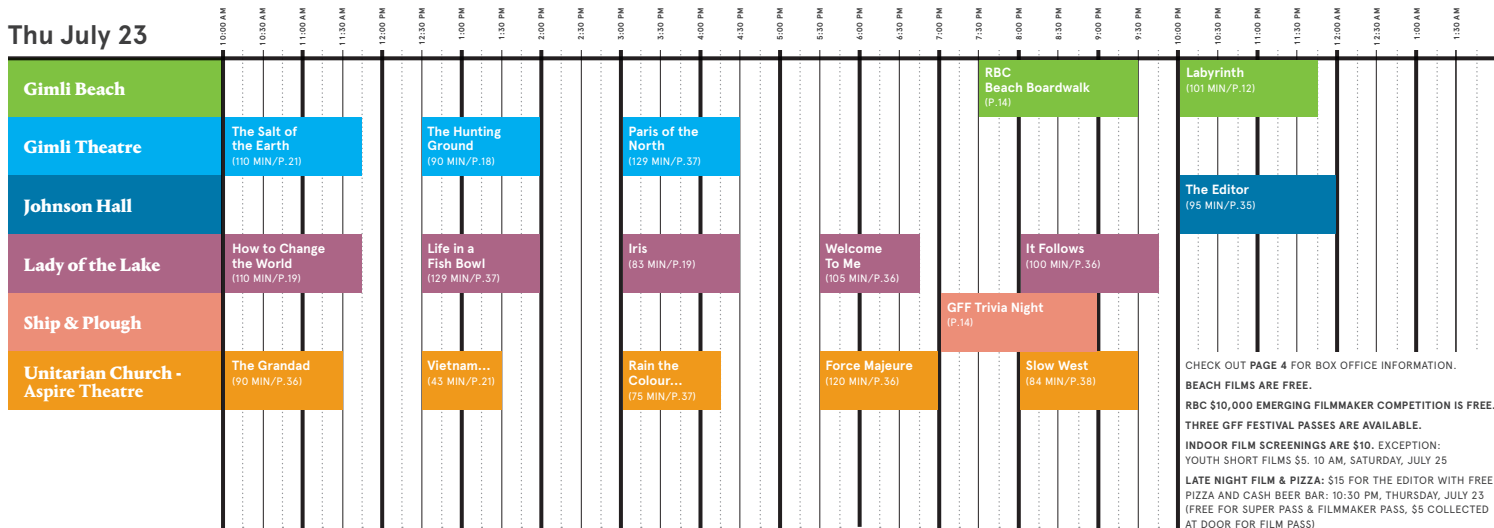 Thu July 23
10:00 AM
10:30 AM
11:00 AM
11:30 AM
12:00 PM
12:30 PM
1:00 PM
1:30 PM
2:00 PM
2:30 PM
3:00 PM
3:30 PM
4:00 PM
4:30 PM
5:00 PM
5:30 PM
6:00 PM
6:30 PM
7:00 PM
7:30 PM
8:00 PM
8:30 PM
9:00 PM
9:30 PM
10:00 PM
10:30 PM
11:00 PM
11:30 PM
12:00 AM
12:30 AM
1:00 AM
1:30 AM
Gimli Beach
RBC
Beach Boardwalk
(P.14)
Labyrinth
(101 MIN/P.12)
Gimli Theatre
The Salt of
the Earth
(110 MIN/P.21)
The Hunting
Ground
(90 MIN/P.18)
Paris of the
North
(129 MIN/P.37)
Johnson Hall
The Editor
(95 MIN/P.35)
Lady of the Lake
How to Change
the World
(110 MIN/P.19)
Life in a
Fish Bowl
(129 MIN/P.37)
Iris
(83 MIN/P.19)
Welcome
To Me
(105 MIN/P.36)
It Follows
(100 MIN/P.36)
Ship & Plough
GFF Trivia Night
(P.14)
Unitarian Church -
Aspire Theatre
The Grandad
(90 MIN/P.36)
Vietnam...
(43 MIN/P.21)
Rain the
Colour...
(75 MIN/P.37)
Force Majeure
(120 MIN/P.36)
Slow West
(84 MIN/P.38)
CHECK OUT PAGE 4 FOR BOX OFFICE INFORMATION.
BEACH FILMS ARE FREE.
RBC $10,000 EMERGING FILMMAKER COMPETITION IS FREE.
THREE GFF FESTIVAL PASSES ARE AVAILABLE.
INDOOR FILM SCREENINGS ARE $10. EXCEPTION:
YOUTH SHORT FILMS $5. 10 AM, SATURDAY, JULY 25
LATE NIGHT FILM & PIZZA: $15 FOR THE EDITOR WITH FREE
PIZZA AND CASH BEER BAR: 10:30 PM, THURSDAY, JULY 23
(FREE FOR SUPER PASS & FILMMAKER PASS, $5 COLLECTED
AT DOOR FOR FILM PASS)